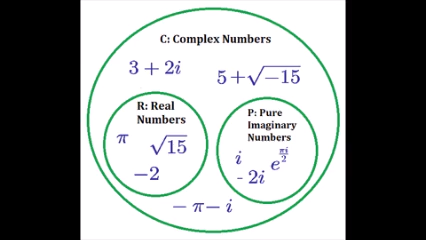 C: Complex Numbers
3 + 2i
5+√−15
R: Real
Numbers
π
√15
−2
P: Pure
Imaginary
Numbers
i
e^{πi/2}
- 2i
− π− i